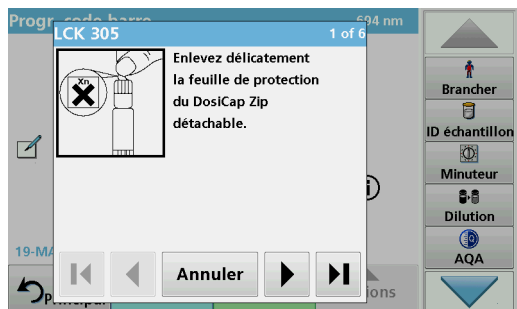 Progr. code barre 694 nm
LCK 305 1 of 6
Xn
Enlevez délicatement
la feuille de protection
du DosiCap Zip
détachable.
Annuler
19-MA
Principal
ions
Brancher
ID échantillon
Minuteur
Dilution
AQA